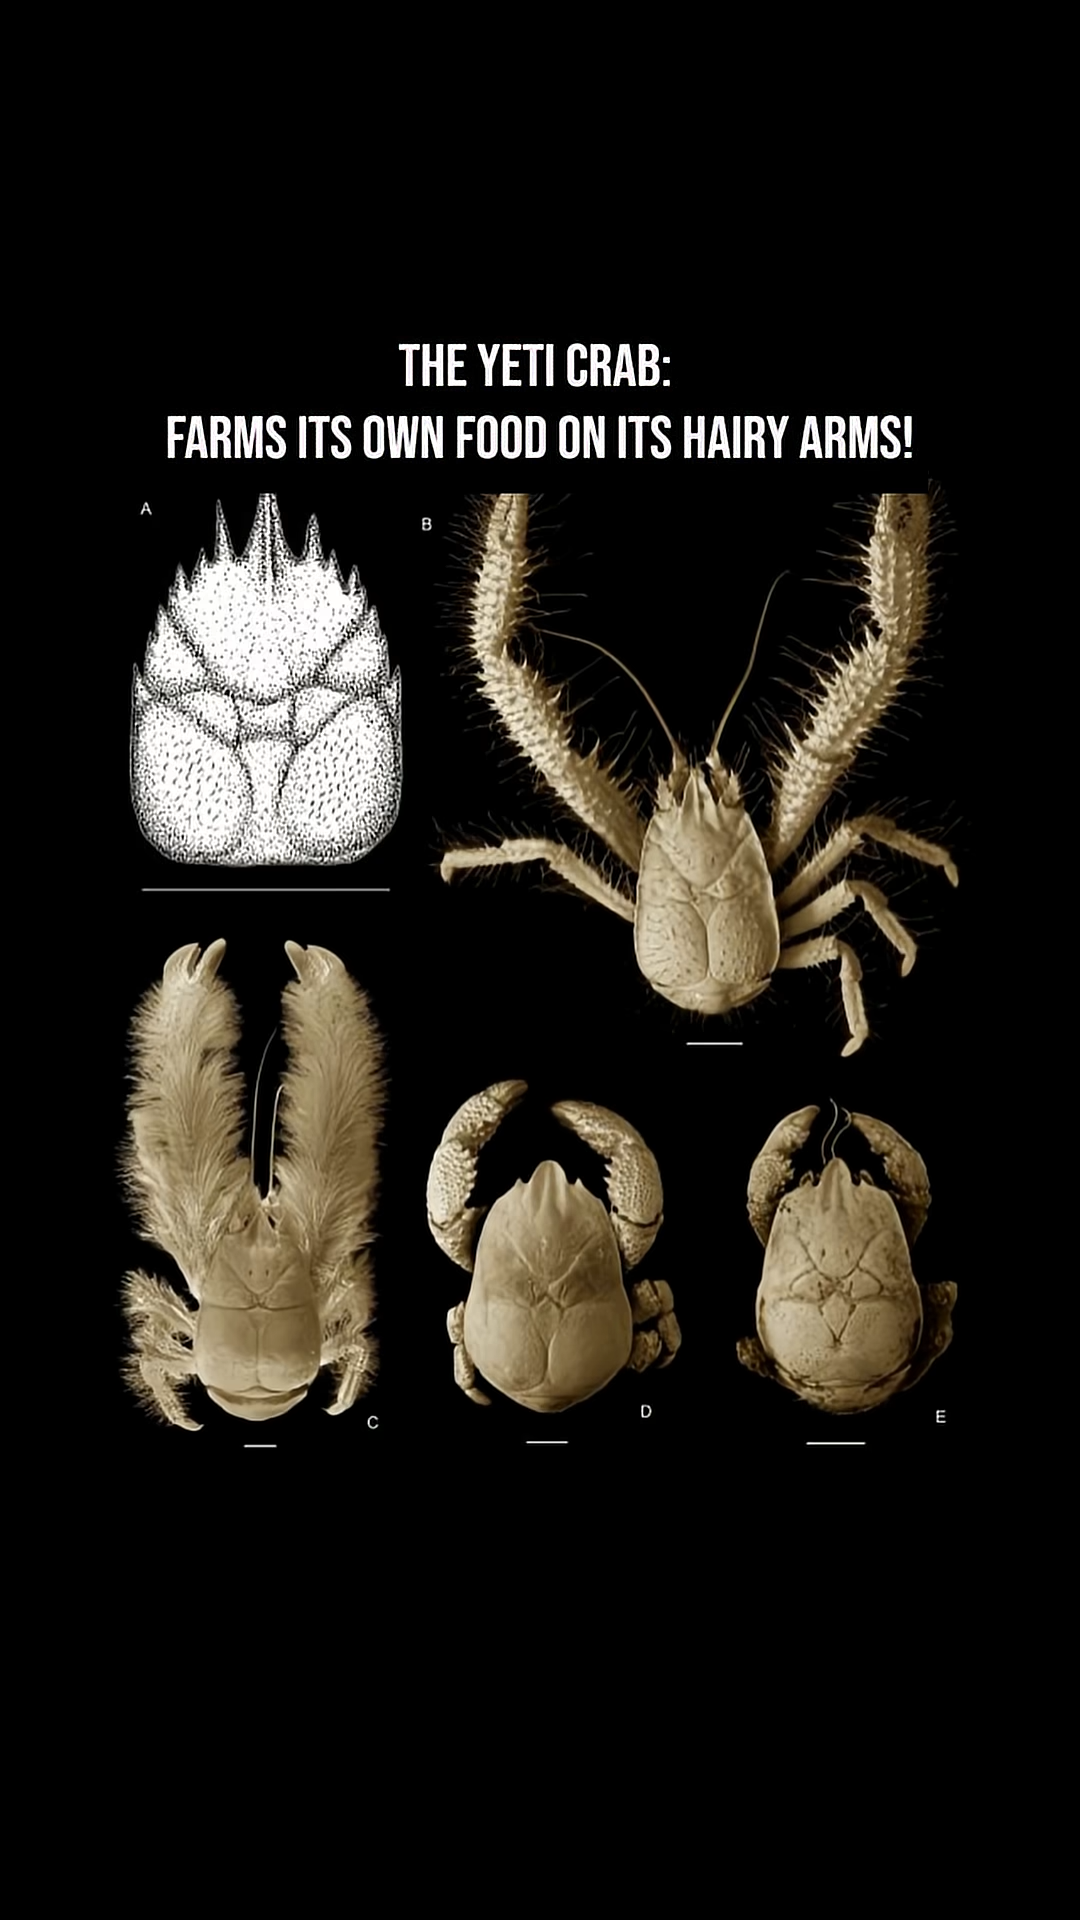 THE YETI CRAB:
FARMS ITS OWN FOOD ON ITS HAIRY ARMS!
A
B
C
D
E